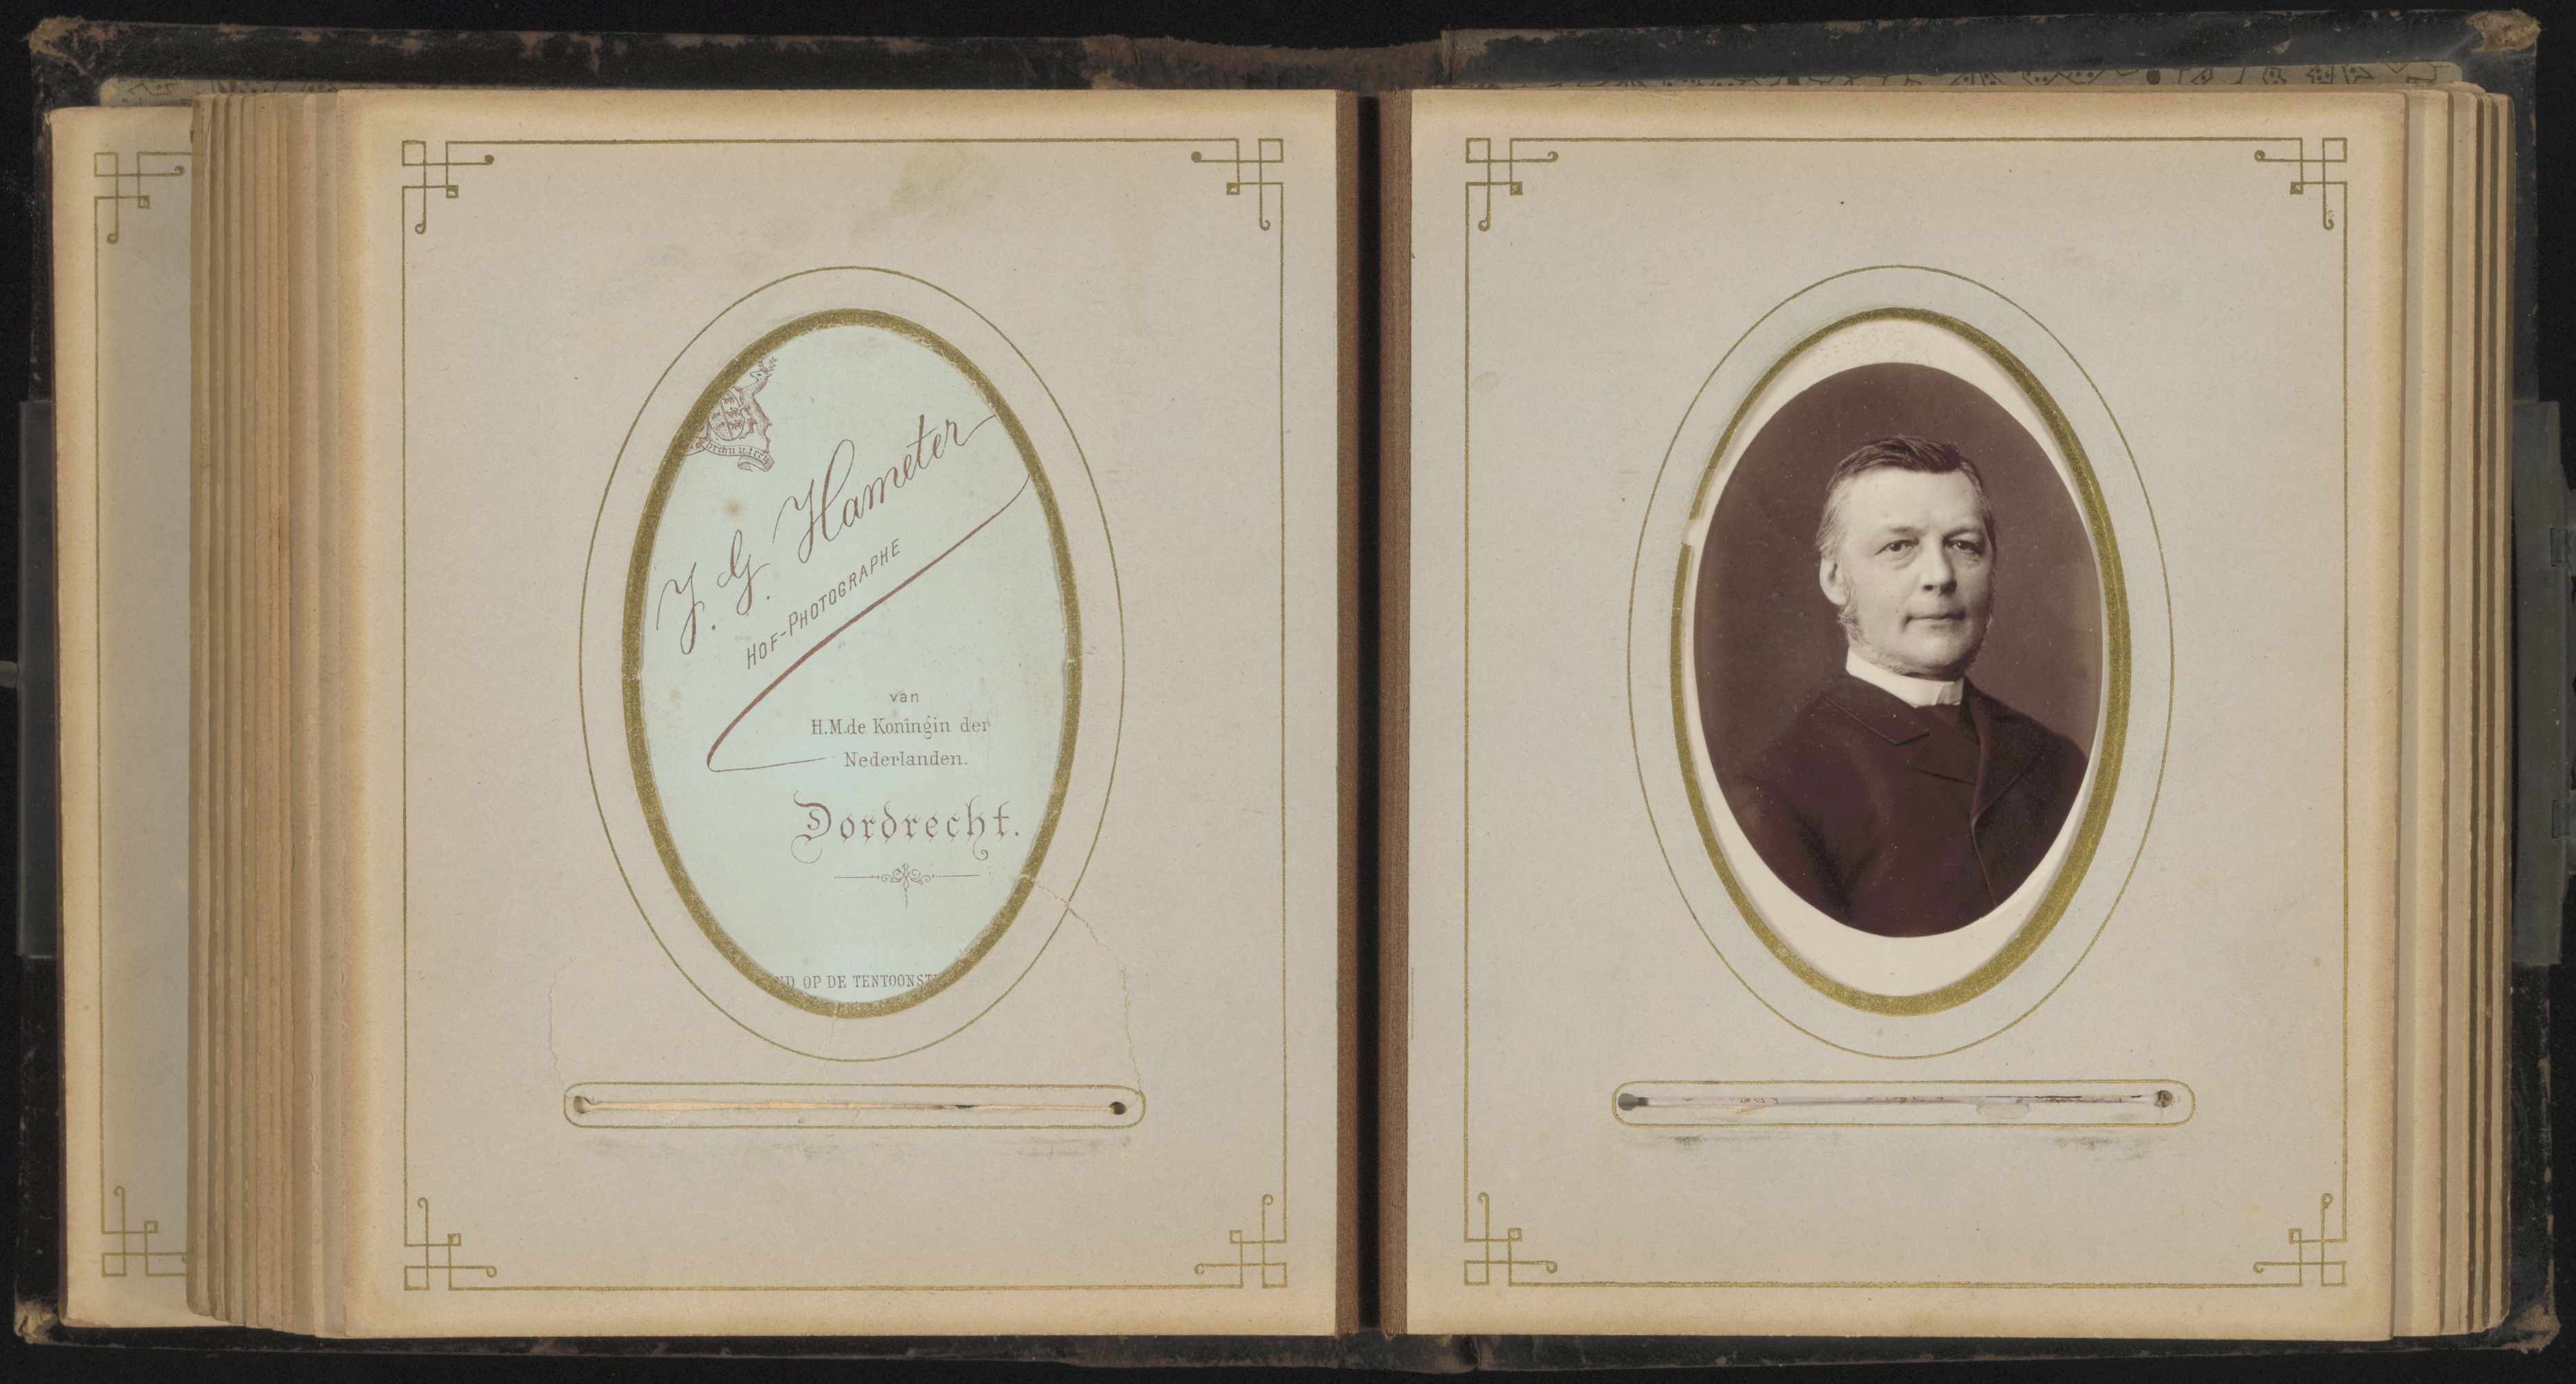 J. G. Hameter
HOF-PHOTOGRAPHE
van
H.M.de Koningin der
Nederlanden.
Dordrecht.
OP DE TENTOONST